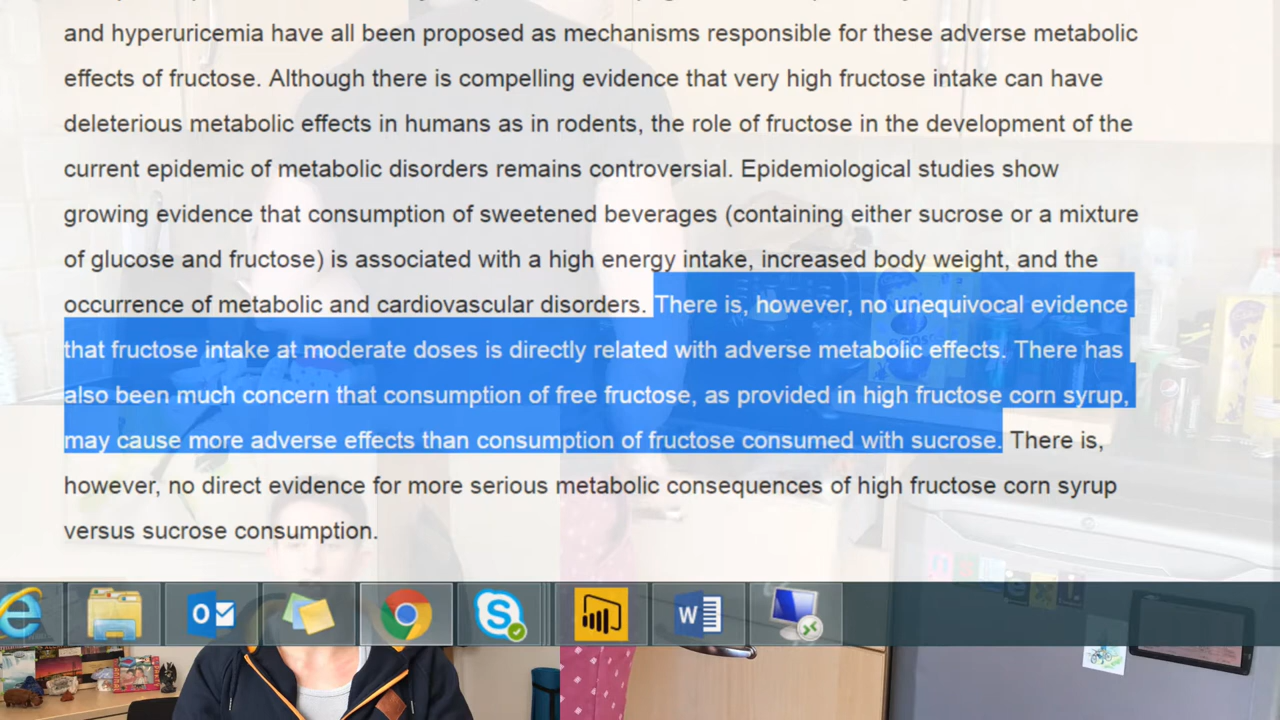 and hyperuricemia have all been proposed as mechanisms responsible for these adverse metabolic
effects of fructose. Although there is compelling evidence that very high fructose intake can have
deleterious metabolic effects in humans as in rodents, the role of fructose in the development of the
current epidemic of metabolic disorders remains controversial. Epidemiological studies show
growing evidence that consumption of sweetened beverages (containing either sucrose or a mixture
of glucose and fructose) is associated with a high energy intake, increased body weight, and the
occurrence of metabolic and cardiovascular disorders. There is, however, no unequivocal evidence
that fructose intake at moderate doses is directly related with adverse metabolic effects. There has
also been much concern that consumption of free fructose, as provided in high fructose corn syrup,
may cause more adverse effects than consumption of fructose consumed with sucrose. There is,
however, no direct evidence for more serious metabolic consequences of high fructose corn syrup
versus sucrose consumption.